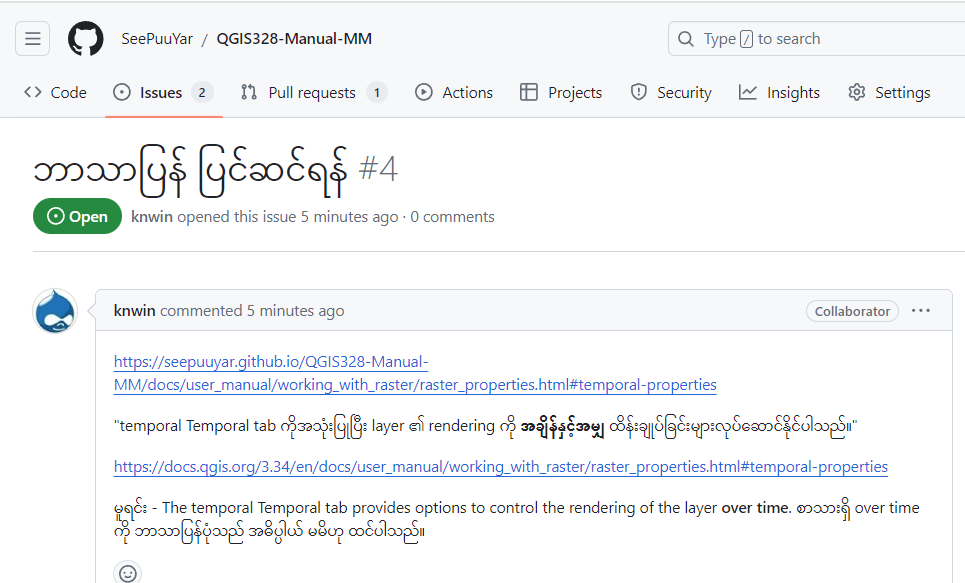 SeePuuYar / QGIS328-Manual-MM
Type / to search
Code
Issues 2
Pull requests 1
Actions
Projects
Security
Insights
Settings
ဘာသာပြန် ပြင်ဆင်ရန် #4
Open
knwin opened this issue 5 minutes ago · 0 comments
knwin commented 5 minutes ago
Collaborator
https://seepuuyar.github.io/QGIS328-Manual-
MM/docs/user_manual/working_with_raster/raster_properties.html#temporal-properties
"temporal Temporal tab ကိုအသုံးပြုပြီး layer ၏ rendering ကို အချိန်နှင့်အမျှ ထိန်းချုပ်ခြင်းများလုပ်ဆောင်နိုင်ပါသည်။"
https://docs.qgis.org/3.34/en/docs/user_manual/working_with_raster/raster_properties.html#temporal-properties
မူရင်း - The temporal Temporal tab provides options to control the rendering of the layer over time. စာသားရှိ over time
ကို ဘာသာပြန်ပုံသည် အဓိပ္ပါယ် မမိဟု ထင်ပါသည်။